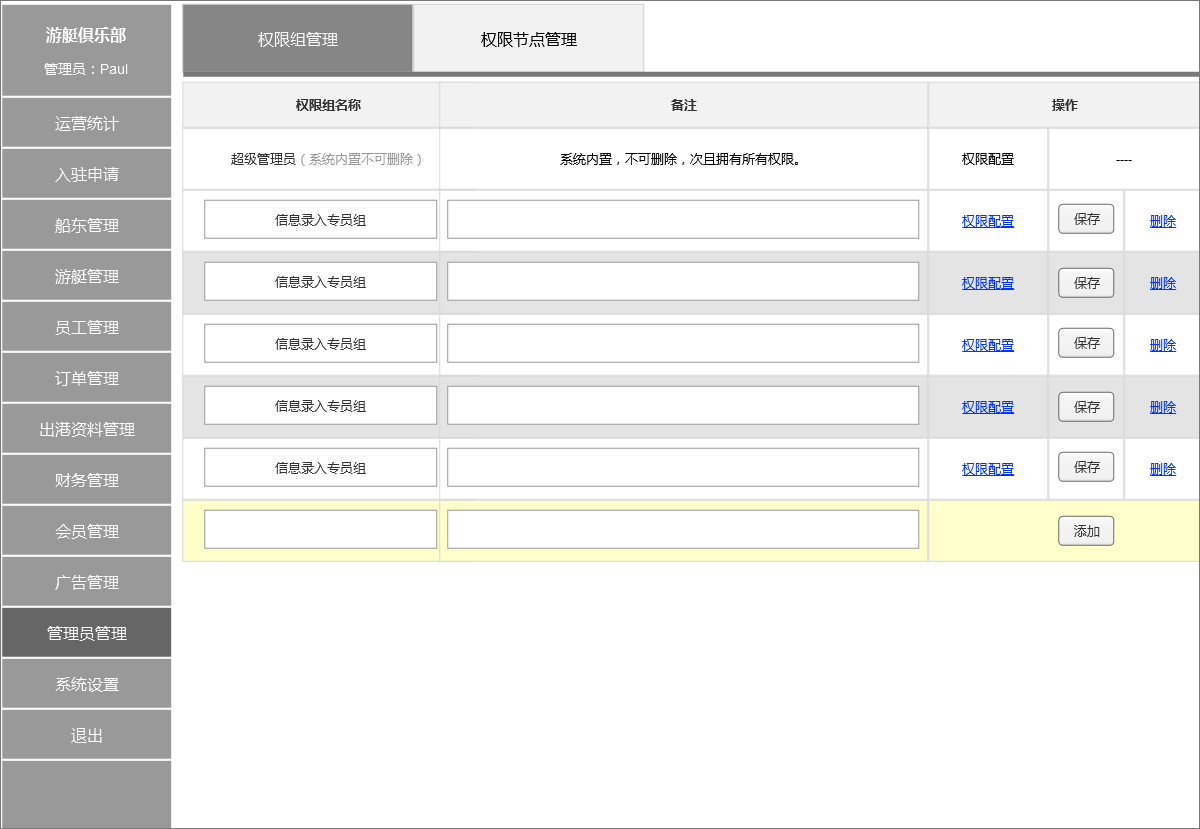 游艇俱乐部
管理员：Paul
运营统计
入驻申请
船东管理
游艇管理
员工管理
订单管理
出港资料管理
财务管理
会员管理
广告管理
管理员管理
系统设置
退出
权限组管理 权限节点管理
权限组名称 备注 操作
超级管理员（系统内置不可删除） 系统内置，不可删除，次且拥有所有权限。 权限配置 ----
信息录入专员组 权限配置 保存 删除
信息录入专员组 权限配置 保存 删除
信息录入专员组 权限配置 保存 删除
信息录入专员组 权限配置 保存 删除
信息录入专员组 权限配置 保存 删除
添加